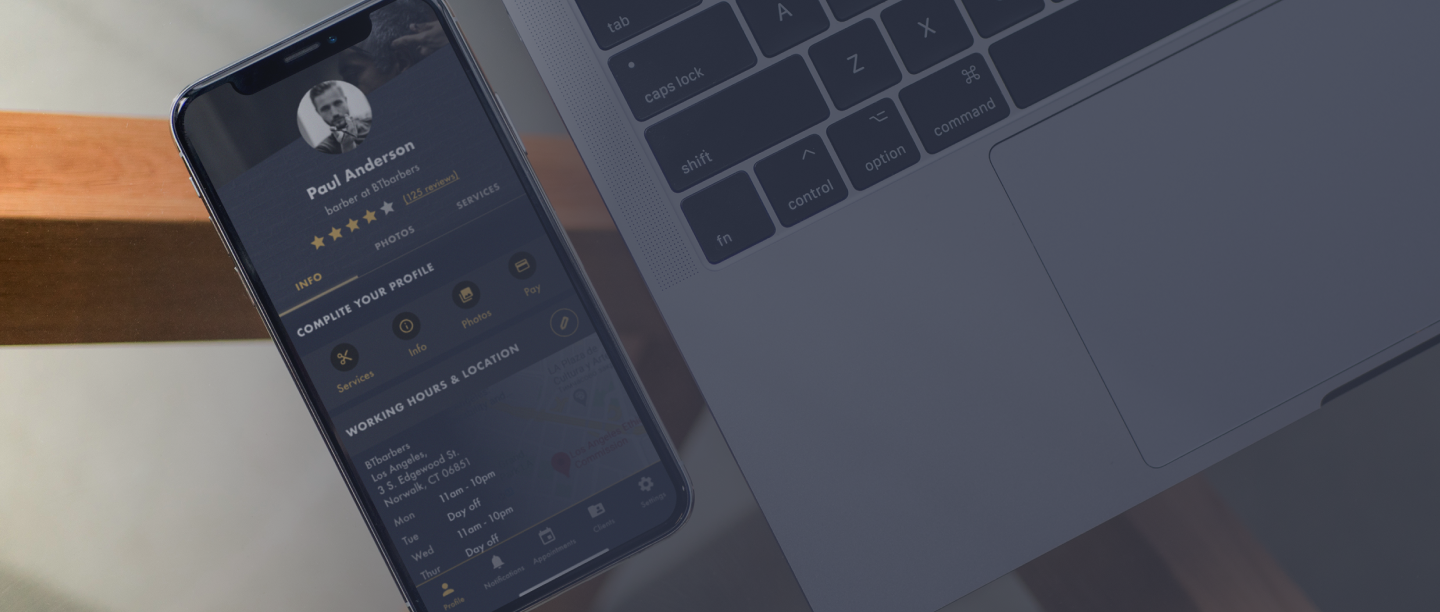 Paul Anderson
barber at BTbarbers
(125 reviews)
INFO
PHOTOS
SERVICES
COMPLITE YOUR PROFILE
Services
Info
Photos
Pay
WORKING HOURS & LOCATION
BTbarbers
Los Angeles,
3 S. Edgewood St.
Norwalk, CT 06851
Mon 11am - 10pm
Tue Day off
Wed 11am - 10pm
Thur Day off
Profile
Notifications
Appointments
Clients
Settings
tab
A
caps lock
Z
X
shift
fn
control
option
command